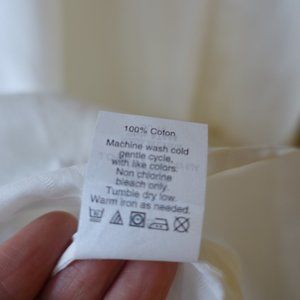 100% Coton
Machine wash cold
gentle cycle,
with like colors.
Non chlorine
bleach only.
Tumble dry low.
Warm iron as needed.